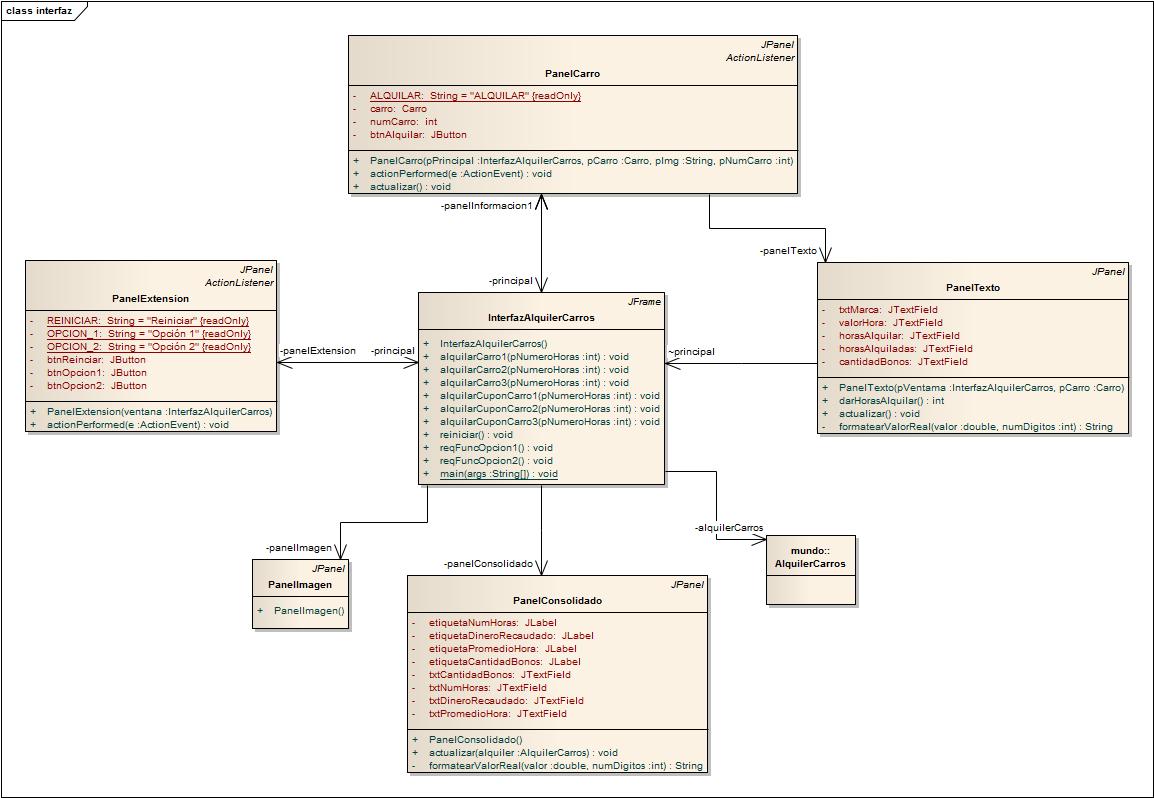 class interfaz
JPanel
ActionListener
PanelCarro
- ALQUILAR: String = "ALQUILAR" {readOnly}
- carro: Carro
- numCarro: int
- btnAlquilar: JButton
+ PanelCarro(pPrincipal :InterfazAlquilerCarros, pCarro :Carro, pImg :String, pNumCarro :int)
+ actionPerformed(e :ActionEvent) : void
+ actualizar() : void
-panelInformacion1
-principal
-panelTexto
JPanel
ActionListener
PanelExtension
- REINICIAR: String = "Reiniciar" {readOnly}
- OPCION_1: String = "Opción 1" {readOnly}
- OPCION_2: String = "Opción 2" {readOnly}
- btnReinciar: JButton
- btnOpcion1: JButton
- btnOpcion2: JButton
+ PanelExtension(ventana :InterfazAlquilerCarros)
+ actionPerformed(e :ActionEvent) : void
-panelExtension
-principal
JFrame
InterfazAlquilerCarros
+ InterfazAlquilerCarros()
+ alquilarCarro1(pNumeroHoras :int) : void
+ alquilarCarro2(pNumeroHoras :int) : void
+ alquilarCarro3(pNumeroHoras :int) : void
+ alquilarCuponCarro1(pNumeroHoras :int) : void
+ alquilarCuponCarro2(pNumeroHoras :int) : void
+ alquilarCuponCarro3(pNumeroHoras :int) : void
+ reiniciar() : void
+ reqFuncOpcion1() : void
+ reqFuncOpcion2() : void
+ main(args :String[]) : void
~principal
JPanel
PanelTexto
- txtMarca: JTextField
- valorHora: JTextField
- horasAlquilar: JTextField
- horasAlquiladas: JTextField
- cantidadBonos: JTextField
+ PanelTexto(pVentama :InterfazAlquilerCarros, pCarro :Carro)
+ darHorasAlquilar() : int
+ actualizar() : void
- formatearValorReal(valor :double, numDigitos :int) : String
-panelImagen
JPanel
PanelImagen
+ PanelImagen()
-panelConsolidado
JPanel
PanelConsolidado
- etiquetaNumHoras: JLabel
- etiquetaDineroRecaudado: JLabel
- etiquetaPromedioHora: JLabel
- etiquetaCantidadBonos: JLabel
- txtCantidadBonos: JTextField
- txtNumHoras: JTextField
- txtDineroRecaudado: JTextField
- txtPromedioHora: JTextField
+ PanelConsolidado()
+ actualizar(alquiler :AlquilerCarros) : void
- formatearValorReal(valor :double, numDigitos :int) : String
-alquilerCarros
mundo::
AlquilerCarros